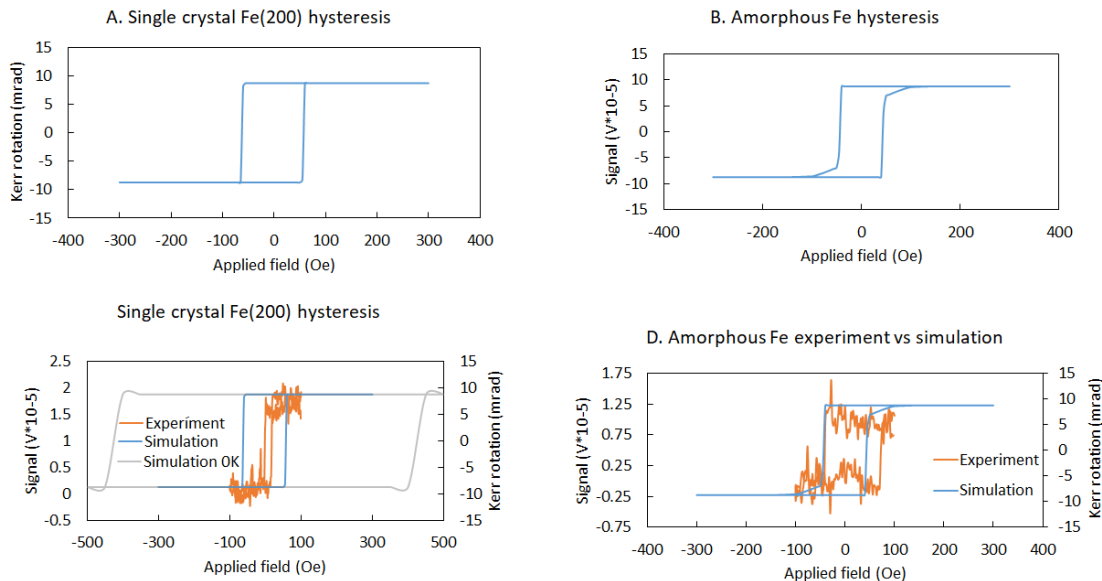 A. Single crystal Fe(200) hysteresis
15
10
5
0
-5
-10
-15
-400 -300 -200 -100 0 100 200 300 400
Kerr rotation (mrad)
Applied field (Oe)
B. Amorphous Fe hysteresis
15
10
5
0
-5
-10
-15
-400 -200 0 200 400
Signal (V*10-5)
Applied field (Oe)
Single crystal Fe(200) hysteresis
2.5
2
1.5
1
0.5
0
-0.5
Signal (V*10-5)
Experiment
Simulation
Simulation 0K
15
10
5
0
-5
-10
-15
Kerr rotation (mrad)
-500 -300 -100 100 300 500
Applied field (Oe)
D. Amorphous Fe experiment vs simulation
1.75
1.25
0.75
0.25
-0.25
-0.75
Signal (V*10-5)
Experiment
Simulation
15
10
5
0
-5
-10
-15
Kerr rotation (mrad)
-400 -300 -200 -100 0 100 200 300 400
Applied field (Oe)